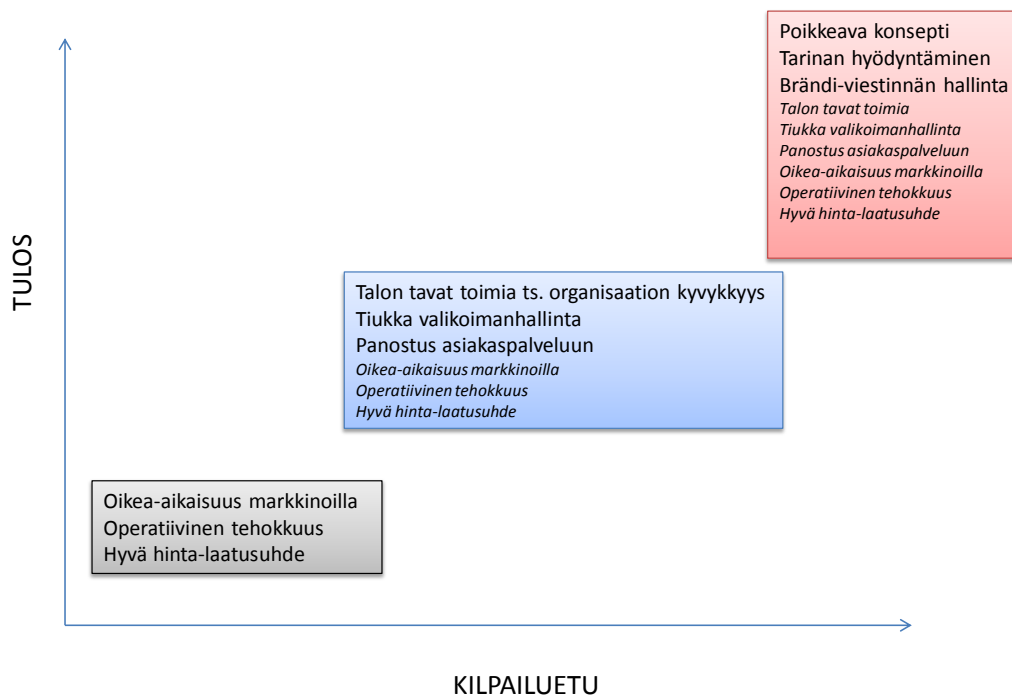 Poikkeava konsepti
Tarinan hyödyntäminen
Brändi-viestinnän hallinta
Talon tavat toimia
Tiukka valikoimanhallinta
Panostus asiakaspalveluun
Oikea-aikaisuus markkinoilla
Operatiivinen tehokkuus
Hyvä hinta-laatusuhde
TULOS
Talon tavat toimia ts. organisaation kyvykkyys
Tiukka valikoimanhallinta
Panostus asiakaspalveluun
Oikea-aikaisuus markkinoilla
Operatiivinen tehokkuus
Hyvä hinta-laatusuhde
Oikea-aikaisuus markkinoilla
Operatiivinen tehokkuus
Hyvä hinta-laatusuhde
KILPAILUETU